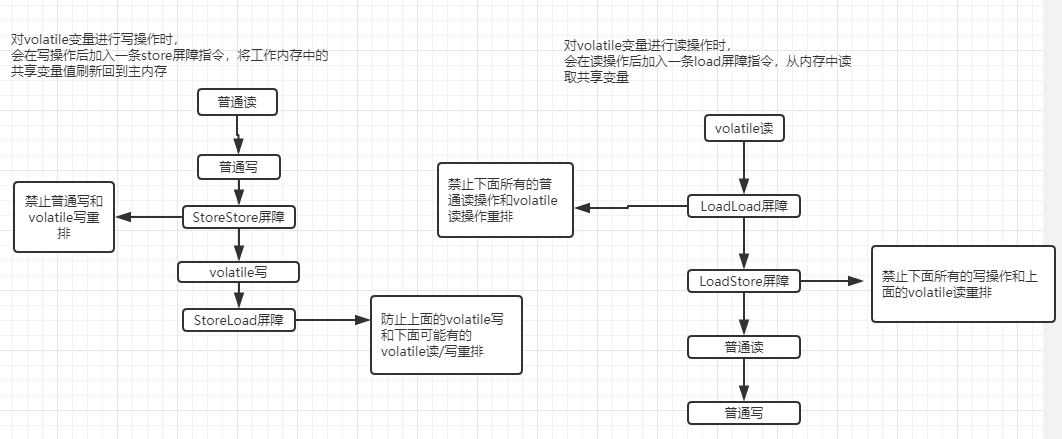 对volatile变量进行写操作时，
会在写操作后加入一条store屏障指令，将工作内存中的
共享变量值刷新回到主内存
普通读
普通写
禁止普通写和
volatile写重
排
StoreStore屏障
volatile写
StoreLoad屏障
防止上面的volatile写
和下面可能有的
volatile读/写重排
对volatile变量进行读操作时，
会在读操作后加入一条load屏障指令，从内存中读
取共享变量
volatile读
禁止下面所有的普
通读操作和volatile
读操作重排
LoadLoad屏障
LoadStore屏障
禁止下面所有的写操作和上
面的volatile读重排
普通读
普通写